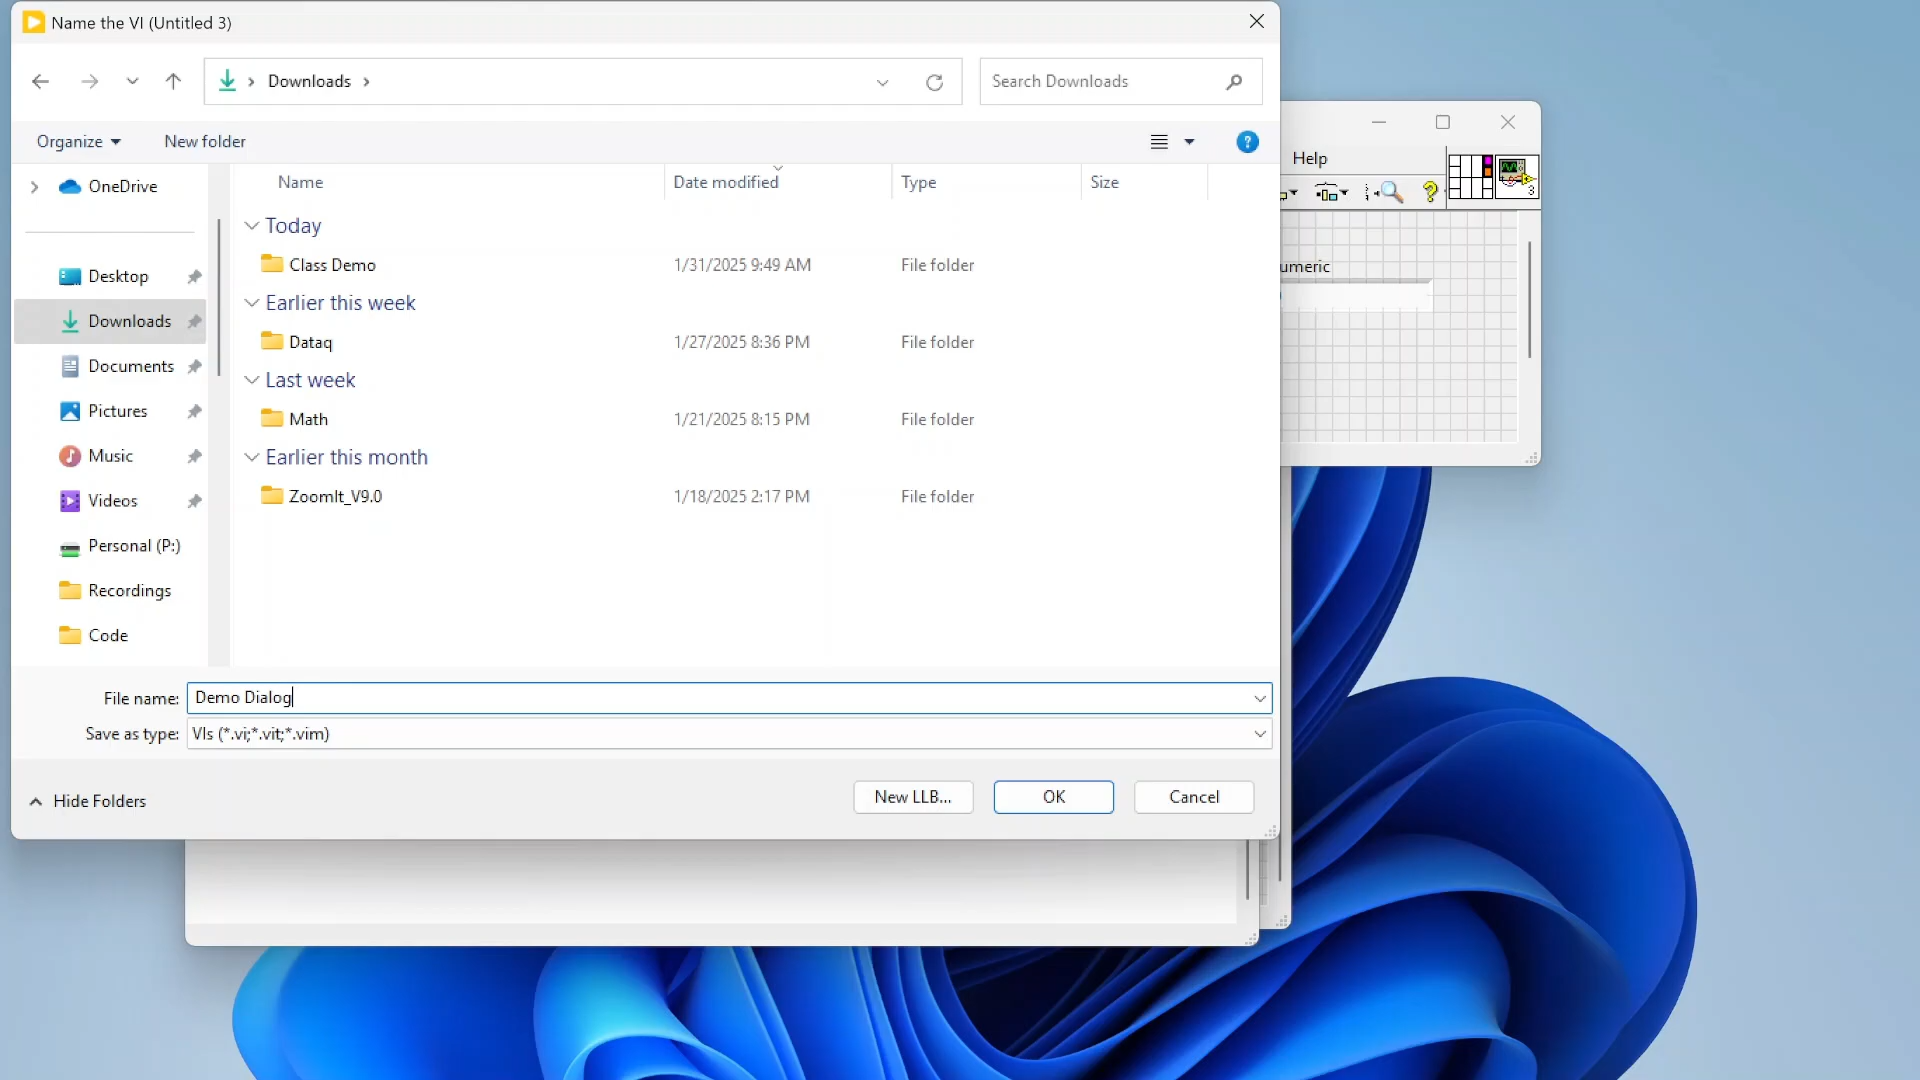 Name the VI (Untitled 3)
Downloads
Search Downloads
Organize
New folder
?
Help
OneDrive
Name
Date modified
Type
Size
Today
Class Demo
1/31/2025 9:49 AM
File folder
Earlier this week
Dataq
1/27/2025 8:36 PM
File folder
Last week
Math
1/21/2025 8:15 PM
File folder
Earlier this month
ZoomIt_V9.0
1/18/2025 2:17 PM
File folder
Desktop
Downloads
Documents
Pictures
Music
Videos
Personal (P:)
Recordings
Code
umeric
3
File name:
Demo Dialog
Save as type:
VIs (*.vi;*.vit;*.vim)
Hide Folders
New LLB...
OK
Cancel